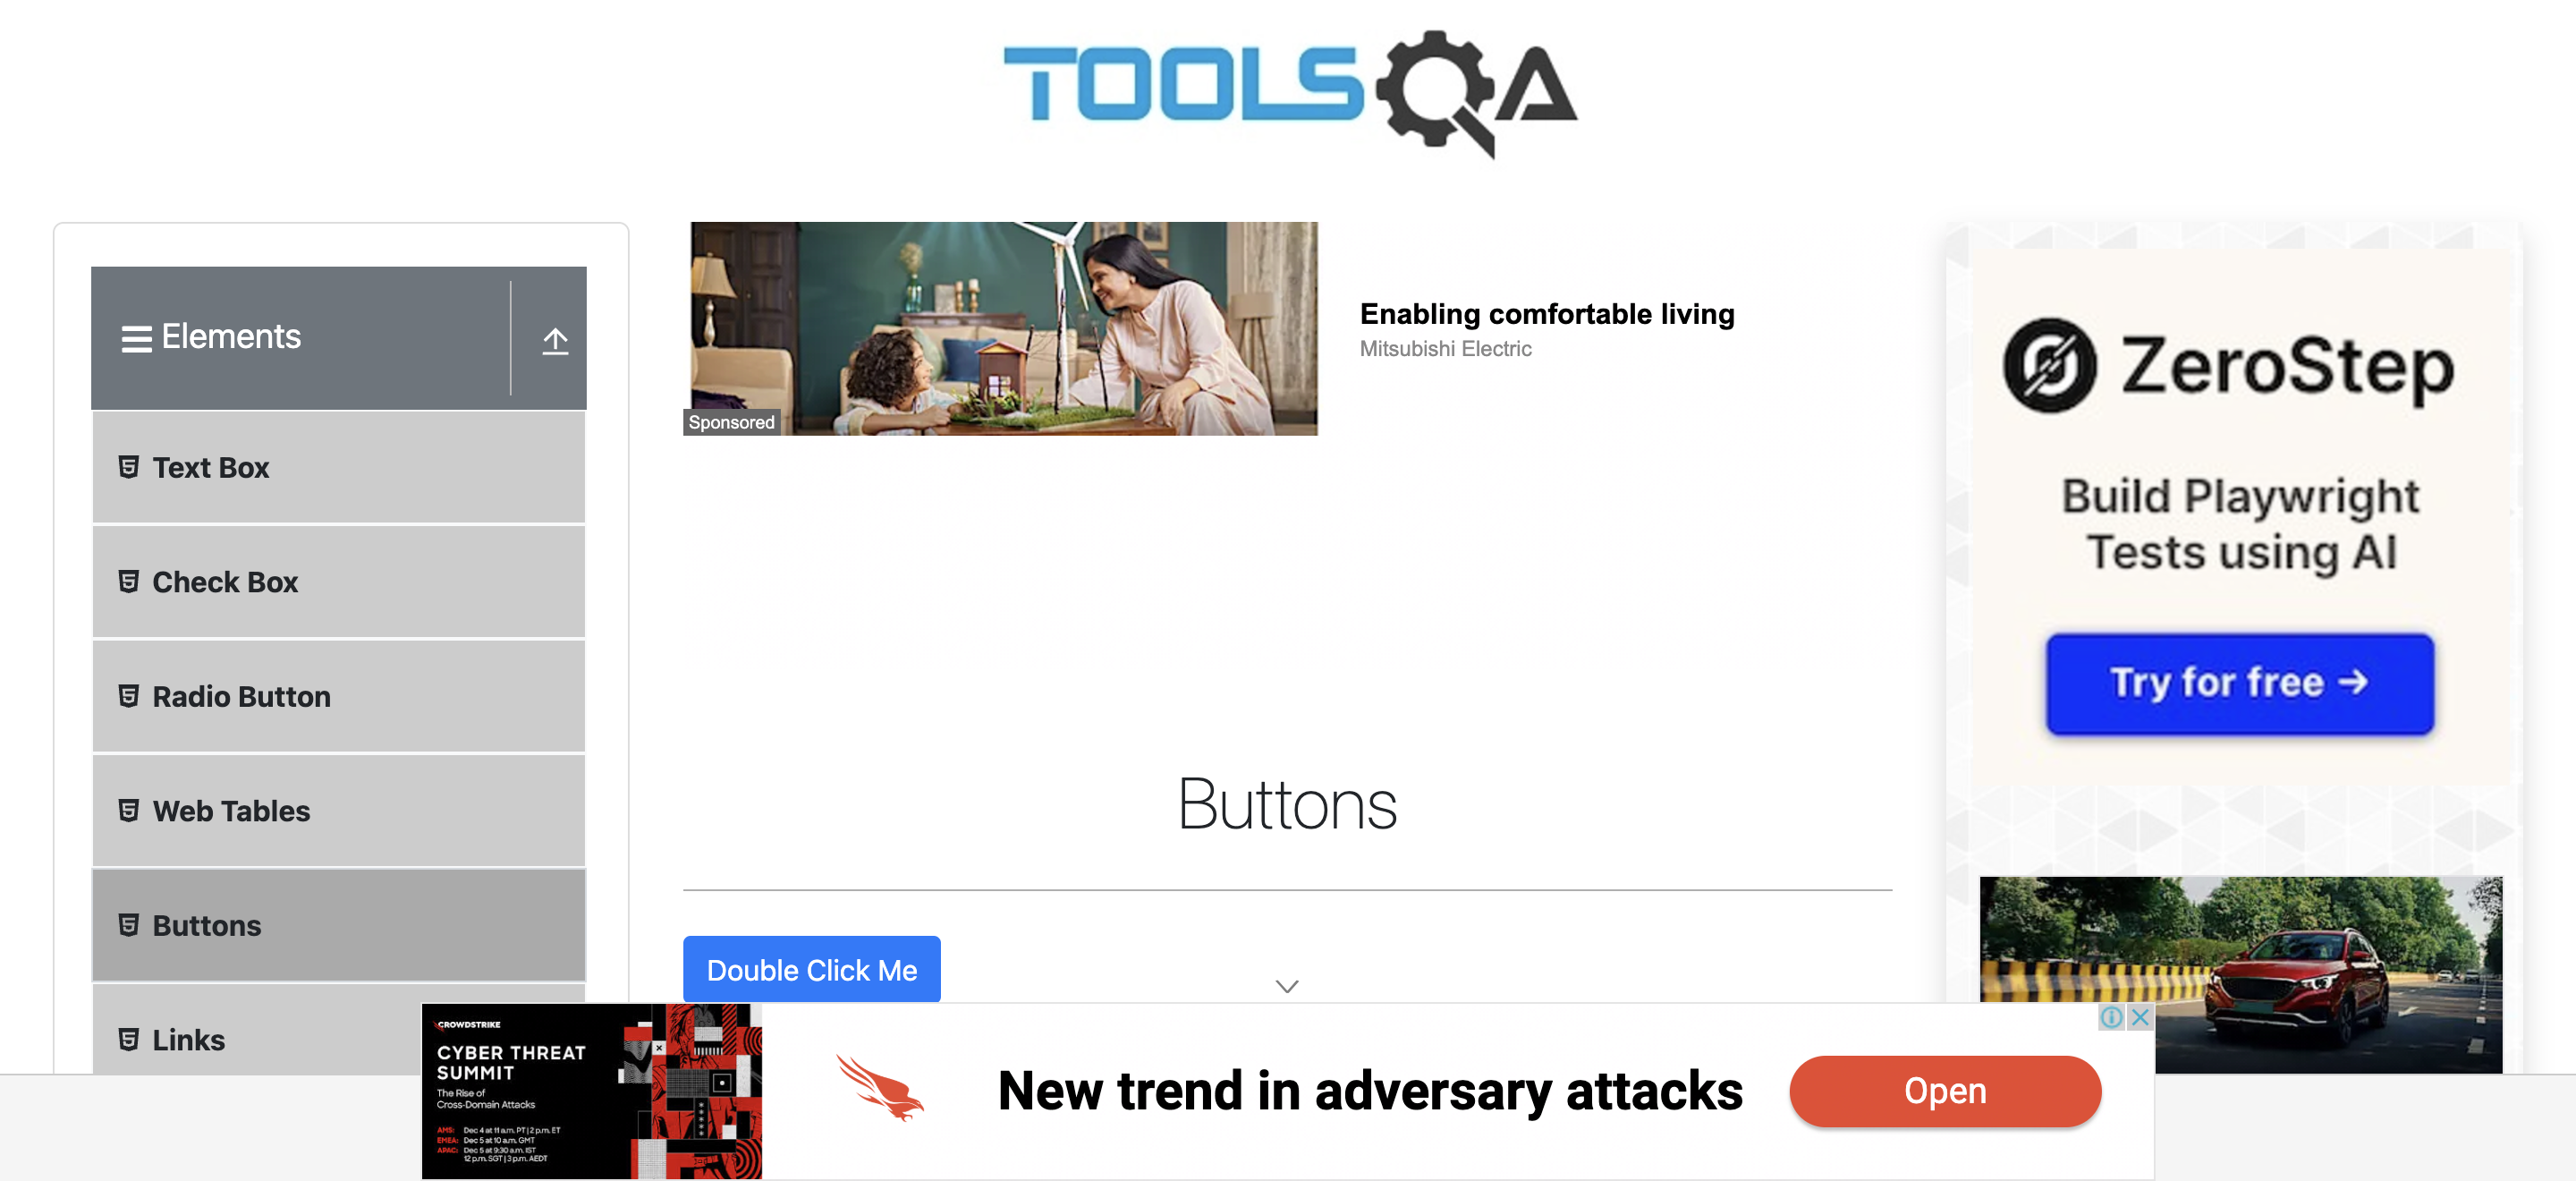 TOOLSQA
Elements
Text Box
Check Box
Radio Button
Web Tables
Buttons
Links
Sponsored
Enabling comfortable living
Mitsubishi Electric
Buttons
Double Click Me
ZeroStep
Build Playwright
Tests using AI
Try for free →
CROWDSTRIKE
CYBER THREAT
SUMMIT
The Rise of
Cross-Domain Attacks
AMS: Dec 4 at 11 a.m. PT | 2 p.m. ET
EMEA: Dec 5 at 10 a.m. GMT
APAC: Dec 5 at 9:30 a.m. IST
12 p.m. SGT | 3 p.m. AEDT
New trend in adversary attacks
Open